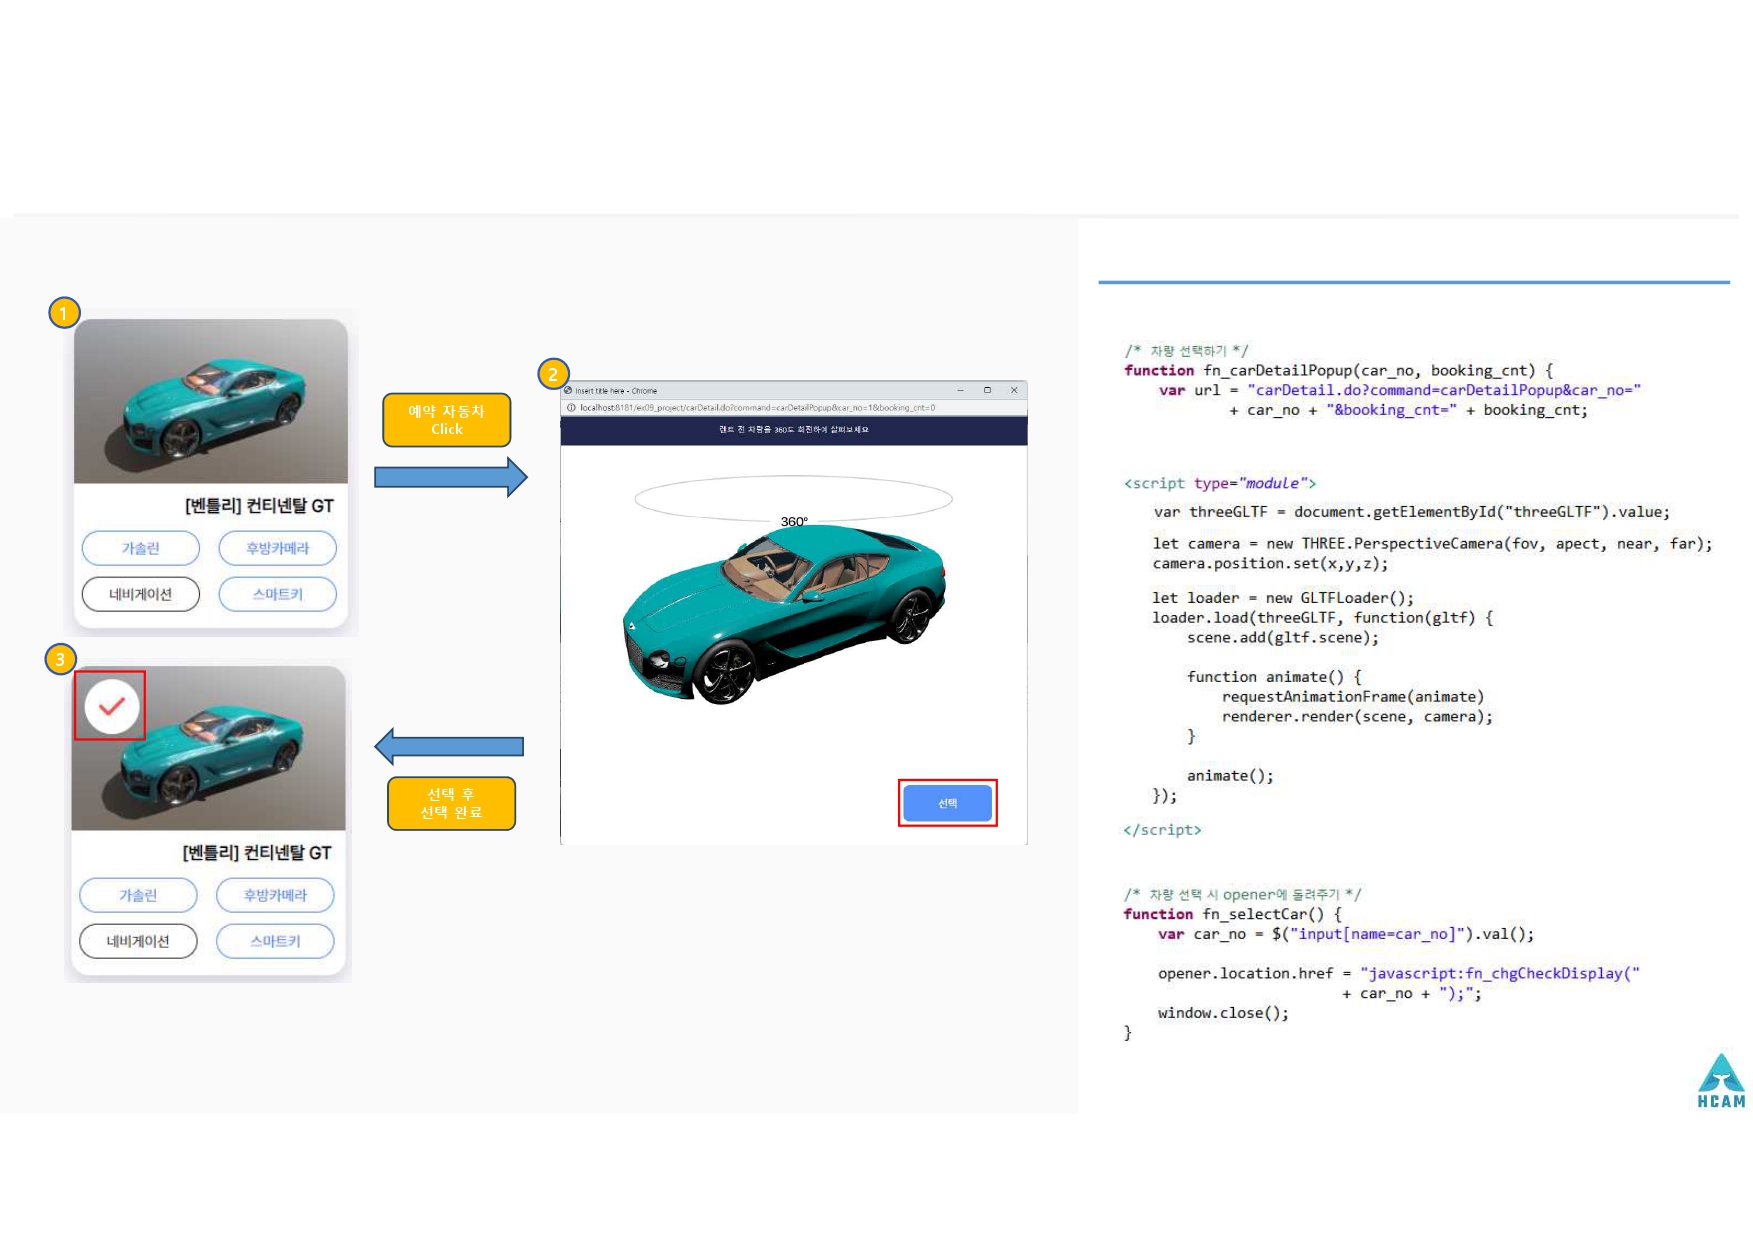 1
[벤틀리] 컨티넨탈 GT
가솔린
후방카메라
네비게이션
스마트키
예약 자동차
Click
2
Insert title here - Chrome
localhost:8181/ex09_project/carDetail.do?command=carDetailPopup&car_no=1&booking_cnt=0
렌트 전 차량을 360도 회전하여 살펴보세요
360°
선택
선택 후
선택 완료
3
[벤틀리] 컨티넨탈 GT
가솔린
후방카메라
네비게이션
스마트키
/* 차량 선택하기 */
function fn_carDetailPopup(car_no, booking_cnt) {
var url = "carDetail.do?command=carDetailPopup&car_no="
+ car_no + "&booking_cnt=" + booking_cnt;
<script type="module">
var threeGLTF = document.getElementById("threeGLTF").value;
let camera = new THREE.PerspectiveCamera(fov, apect, near, far);
camera.position.set(x,y,z);
let loader = new GLTFLoader();
loader.load(threeGLTF, function(gltf) {
scene.add(gltf.scene);
function animate() {
requestAnimationFrame(animate)
renderer.render(scene, camera);
}
animate();
});
</script>
/* 차량 선택 시 opener에 돌려주기 */
function fn_selectCar() {
var car_no = $("input[name=car_no]").val();
opener.location.href = "javascript:fn_chgCheckDisplay("
+ car_no + ");";
window.close();
}
HCAM